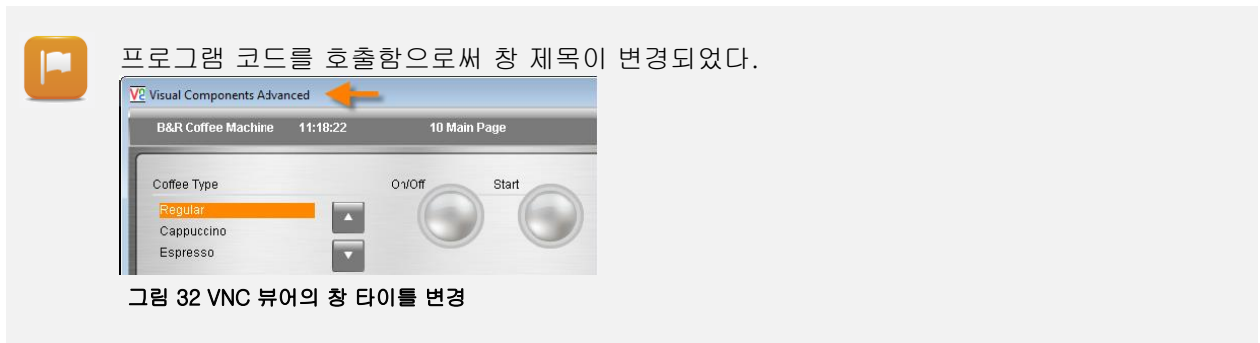 프로그램 코드를 호출함으로써 창 제목이 변경되었다.
Visual Components Advanced
B&R Coffee Machine 11:18:22 10 Main Page
Coffee Type On/Off Start
Regular
Cappuccino
Espresso
그림 32 VNC 뷰어의 창 타이틀 변경